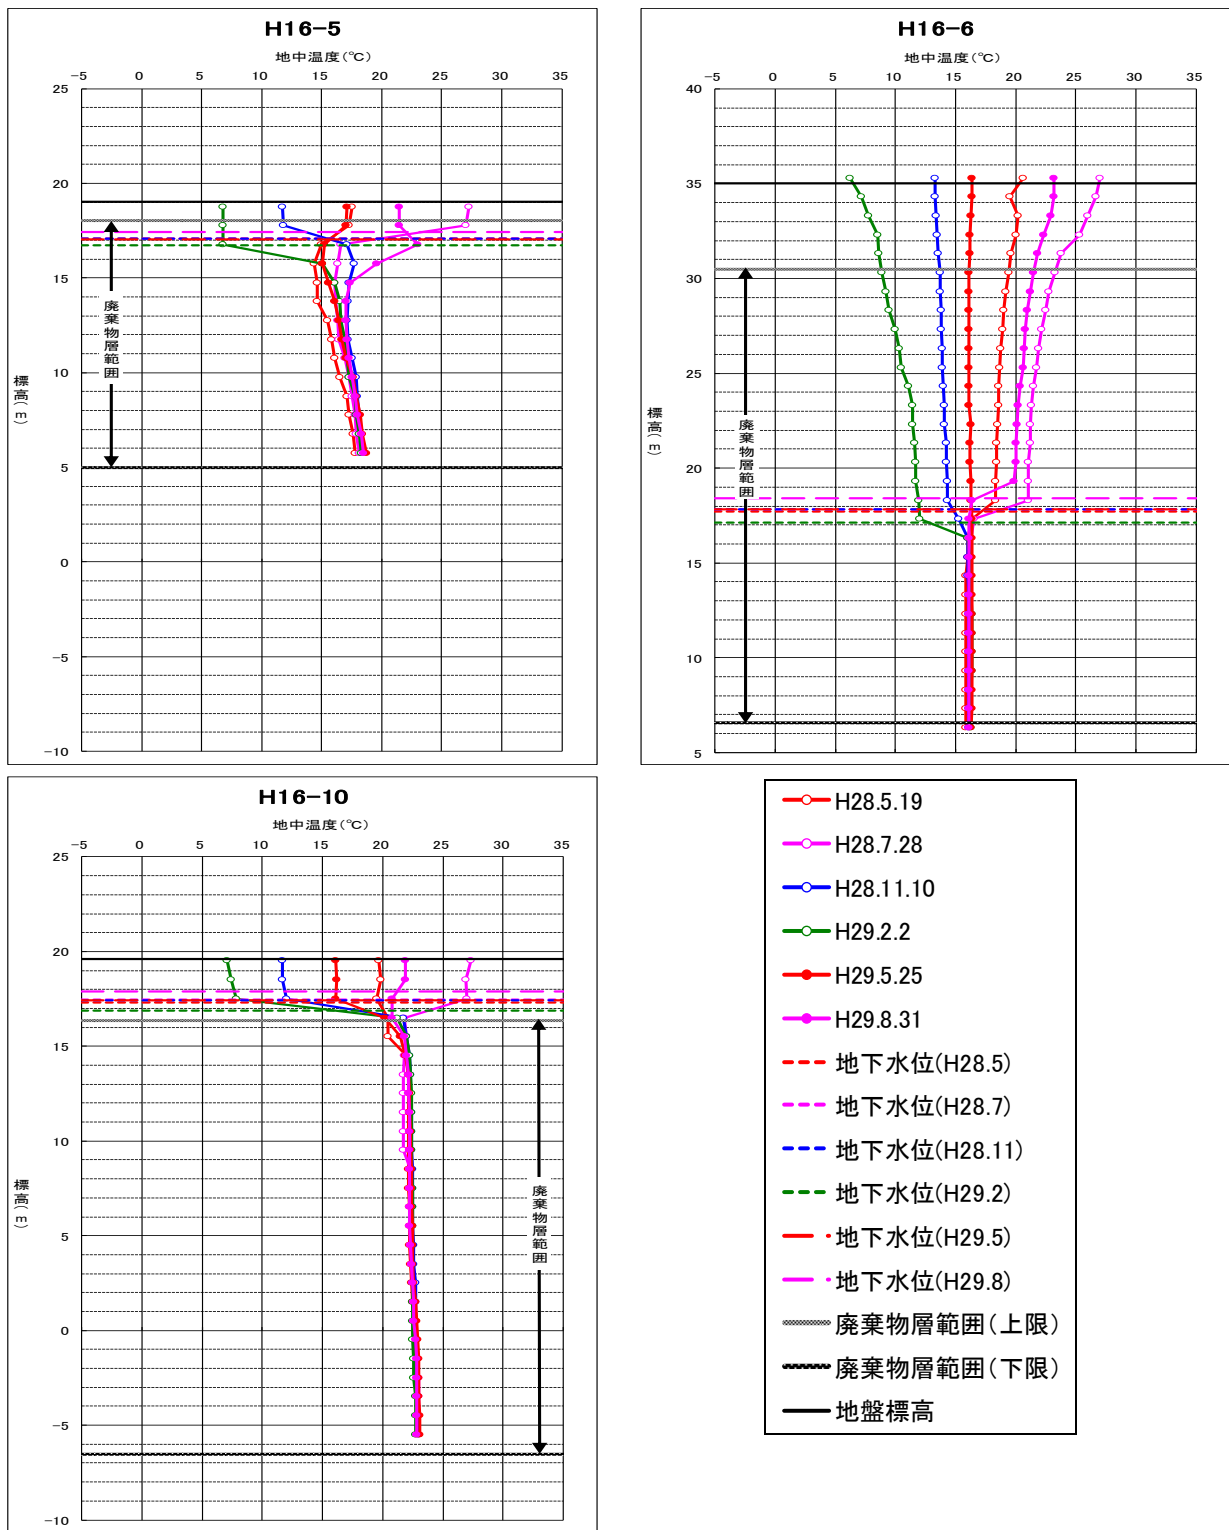 H16-5
地中温度(℃)
-5 0 5 10 15 20 25 30 35
25
20
15
10
5
0
-5
-10
標高(m)
廃棄物層範囲
H16-6
地中温度(℃)
-5 0 5 10 15 20 25 30 35
40
35
30
25
20
15
10
5
標高(m)
廃棄物層範囲
H16-10
地中温度(℃)
-5 0 5 10 15 20 25 30 35
25
20
15
10
5
0
-5
-10
標高(m)
廃棄物層範囲
H28.5.19
H28.7.28
H28.11.10
H29.2.2
H29.5.25
H29.8.31
地下水位(H28.5)
地下水位(H28.7)
地下水位(H28.11)
地下水位(H29.2)
地下水位(H29.5)
地下水位(H29.8)
廃棄物層範囲(上限)
廃棄物層範囲(下限)
地盤標高